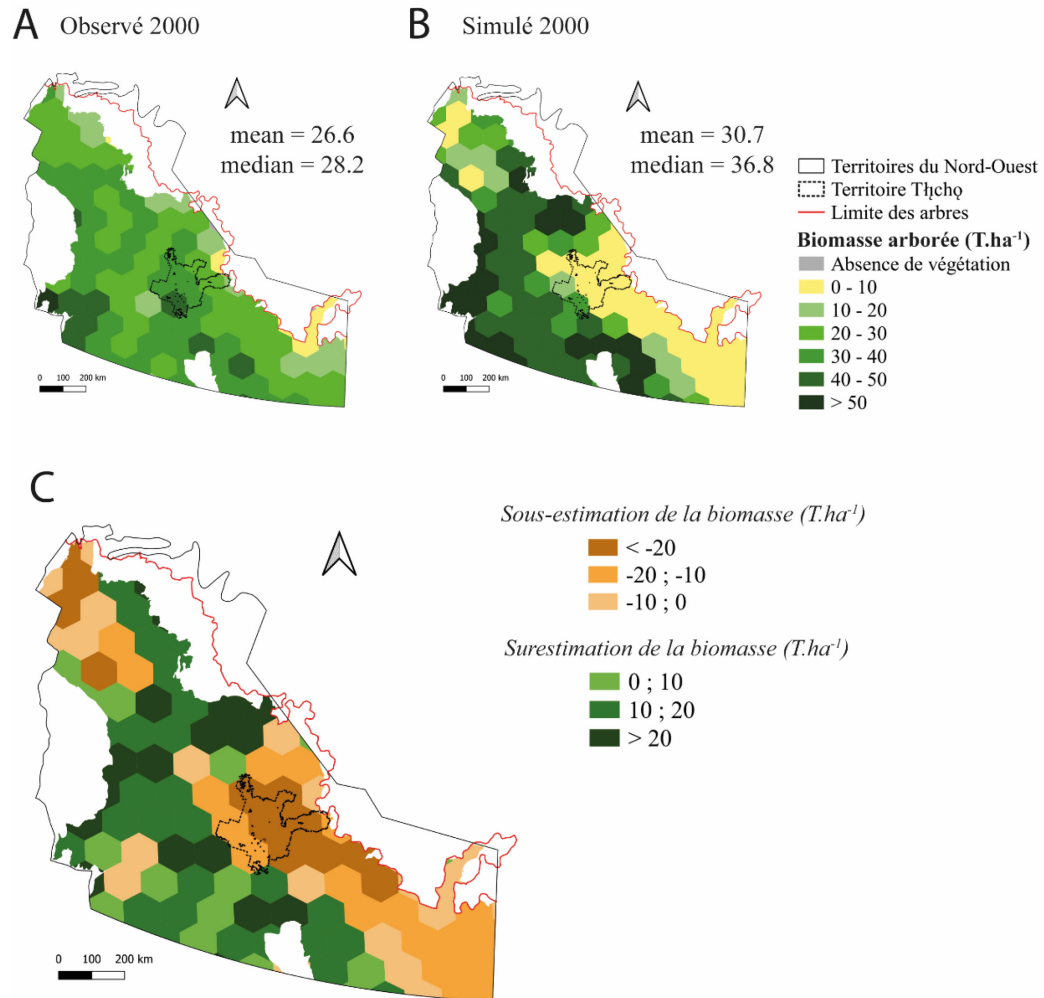 A Observé 2000
mean = 26.6
median = 28.2
0 100 200 km
B Simulé 2000
mean = 30.7
median = 36.8
0 100 200 km
Territoires du Nord-Ouest
Territoire Tłı̨chǫ
Limite des arbres
Biomasse arborée (T.ha⁻¹)
Absence de végétation
0 - 10
10 - 20
20 - 30
30 - 40
40 - 50
> 50
C
0 100 200 km
Sous-estimation de la biomasse (T.ha⁻¹)
< -20
-20 ; -10
-10 ; 0
Surestimation de la biomasse (T.ha⁻¹)
0 ; 10
10 ; 20
> 20